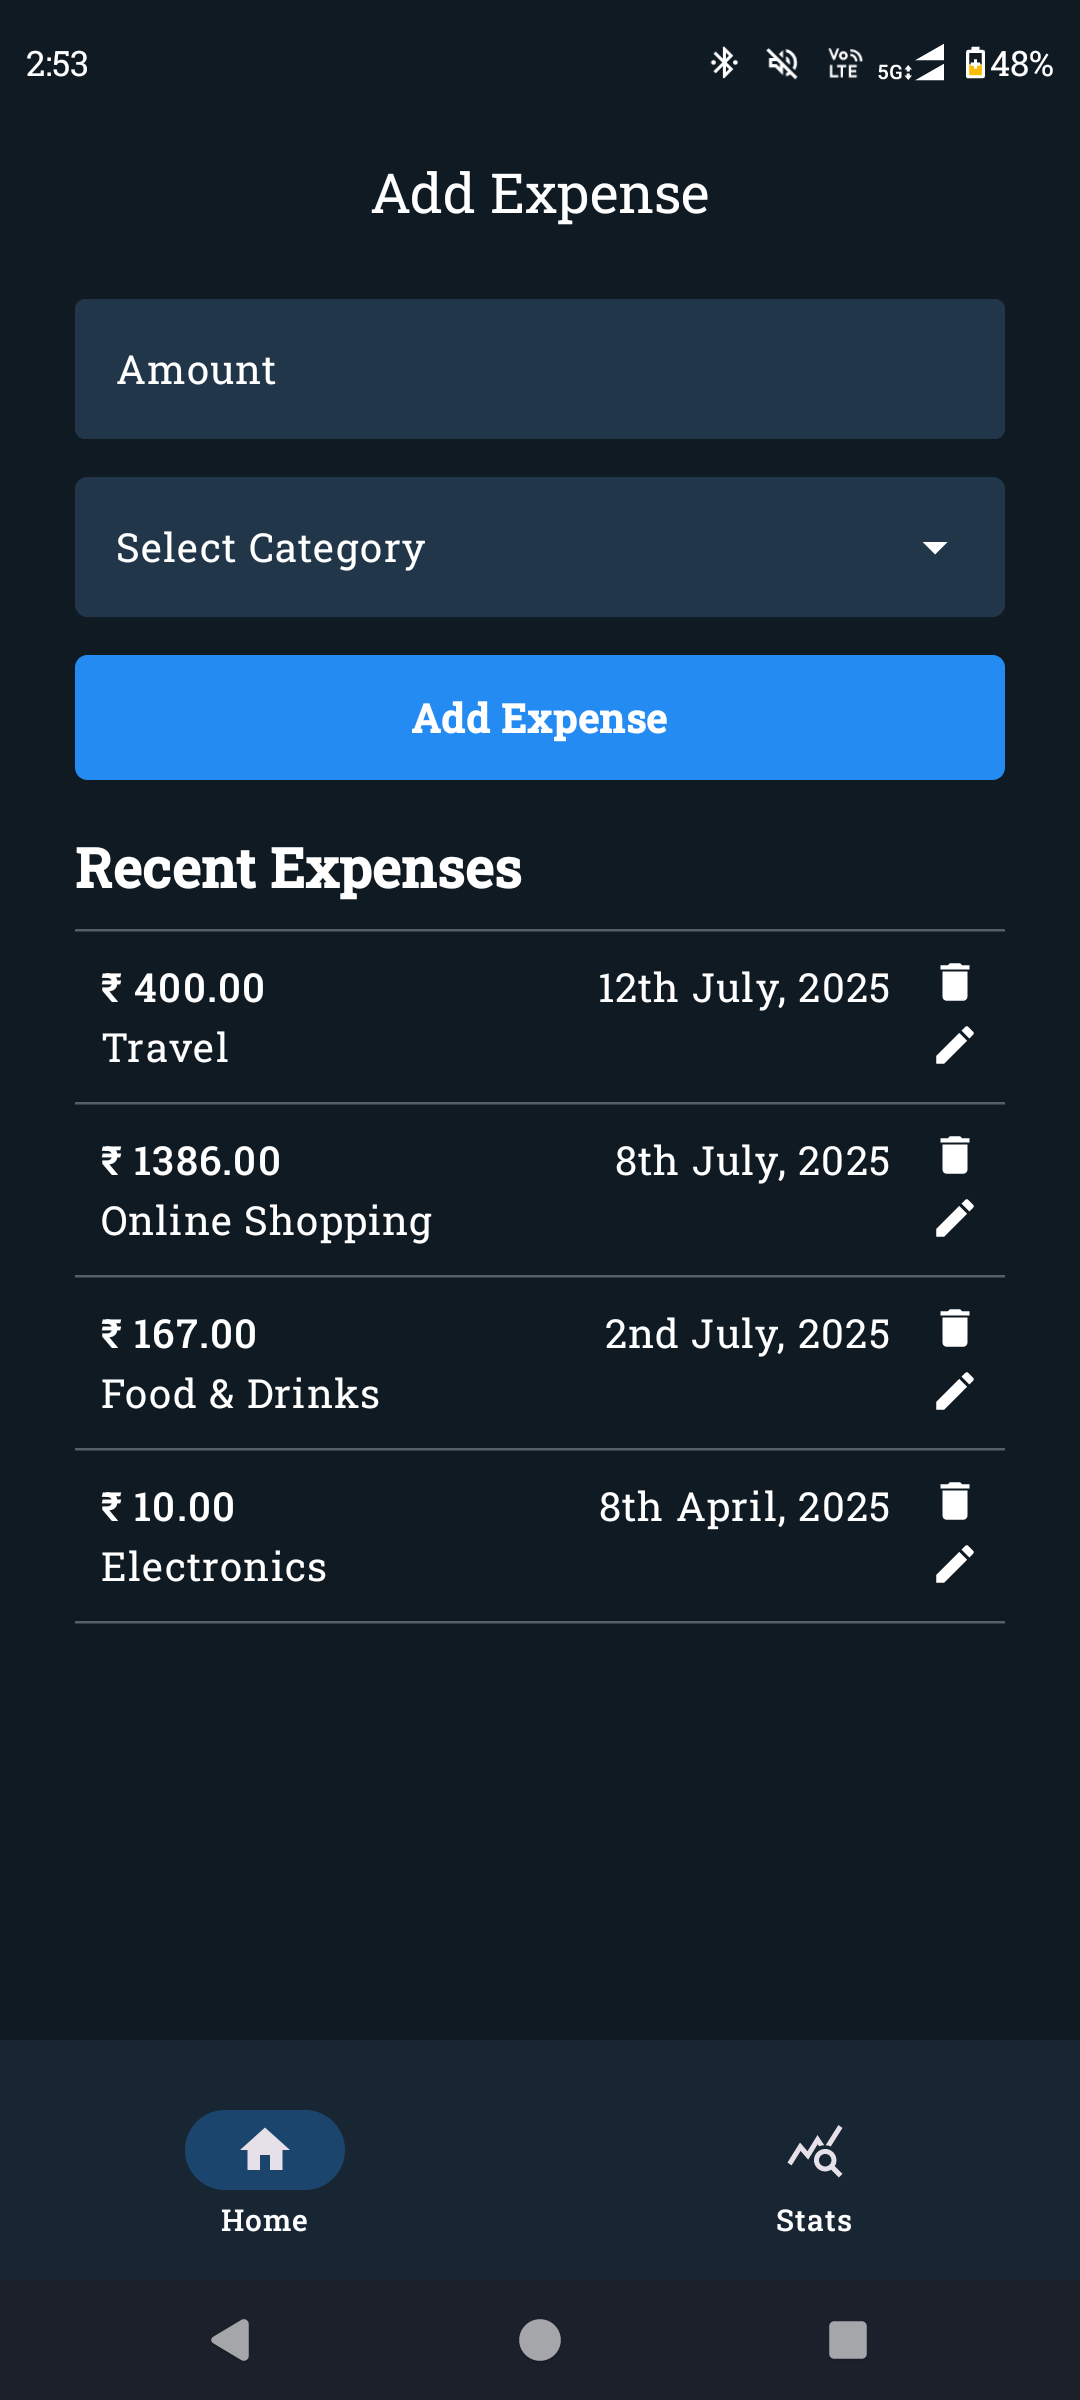 2:53
Vo LTE 5G 48%
Add Expense
Amount
Select Category
Add Expense
Recent Expenses
₹ 400.00 12th July, 2025
Travel
₹ 1386.00 8th July, 2025
Online Shopping
₹ 167.00 2nd July, 2025
Food & Drinks
₹ 10.00 8th April, 2025
Electronics
Home Stats